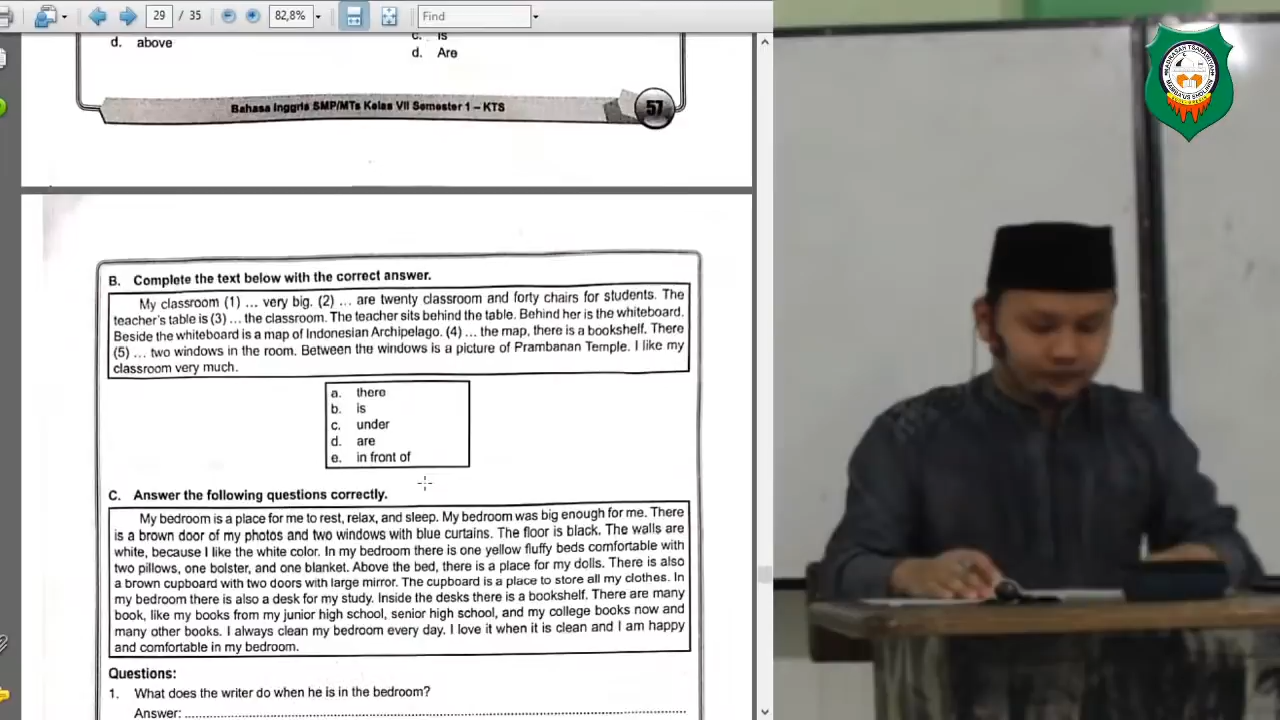 29 / 35
82,8%
Find
d. above
c. is
d. Are
Bahasa Inggris SMP/MTs Kelas VII Semester 1 – KTS
57
B. Complete the text below with the correct answer.
My classroom (1) … very big. (2) … are twenty classroom and forty chairs for students. The
teacher's table is (3) … the classroom. The teacher sits behind the table. Behind her is the whiteboard.
Beside the whiteboard is a map of Indonesian Archipelago. (4) … the map, there is a bookshelf. There
(5) … two windows in the room. Between the windows is a picture of Prambanan Temple. I like my
classroom very much.
a. there
b. is
c. under
d. are
e. in front of
C. Answer the following questions correctly.
My bedroom is a place for me to rest, relax, and sleep. My bedroom was big enough for me. There
is a brown door of my photos and two windows with blue curtains. The floor is black. The walls are
white, because I like the white color. In my bedroom there is one yellow fluffy beds comfortable with
two pillows, one bolster, and one blanket. Above the bed, there is a place for my dolls. There is also
a brown cupboard with two doors with large mirror. The cupboard is a place to store all my clothes. In
my bedroom there is also a desk for my study. Inside the desks there is a bookshelf. There are many
book, like my books from my junior high school, senior high school, and my college books now and
many other books. I always clean my bedroom every day. I love it when it is clean and I am happy
and comfortable in my bedroom.
Questions:
1. What does the writer do when he is in the bedroom?
Answer: ..........................................................................................
MADRASAH TSANAWIYAH